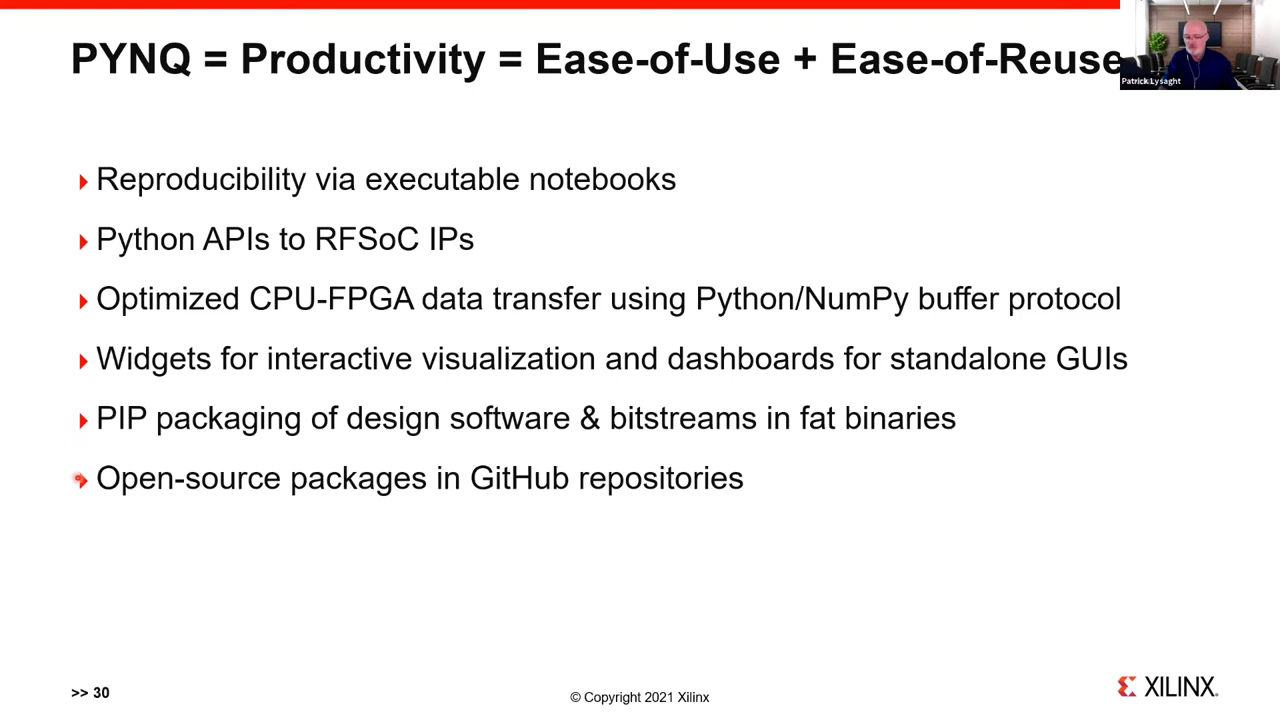 PYNQ = Productivity = Ease-of-Use + Ease-of-Reuse
Patrick Lysaght
Reproducibility via executable notebooks
Python APIs to RFSoC IPs
Optimized CPU-FPGA data transfer using Python/NumPy buffer protocol
Widgets for interactive visualization and dashboards for standalone GUIs
PIP packaging of design software & bitstreams in fat binaries
Open-source packages in GitHub repositories
>> 30
© Copyright 2021 Xilinx
XILINX.